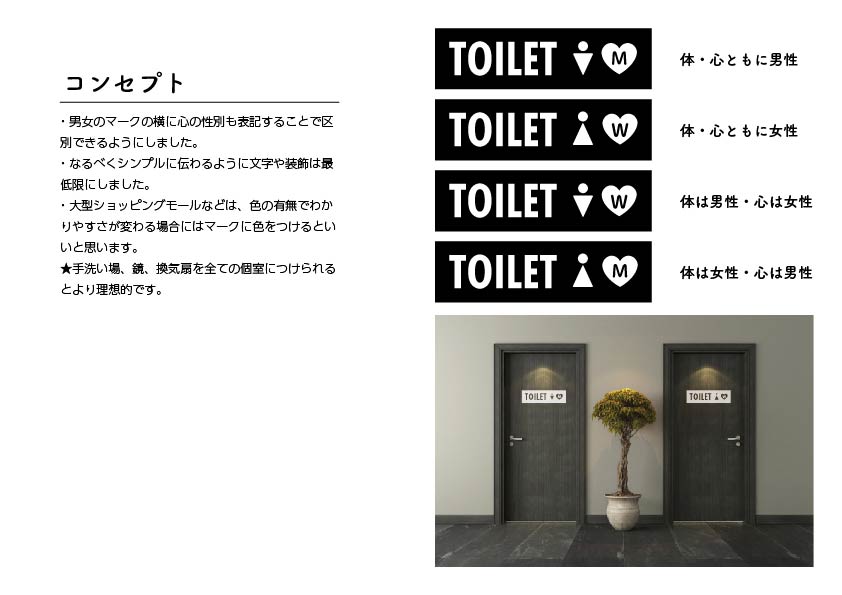 コンセプト
・男女のマークの横に心の性別も表記することで区
別できるようにしました。
・なるべくシンプルに伝わるように文字や装飾は最
低限にしました。
・大型ショッピングモールなどは、色の有無でわか
りやすさが変わる場合にはマークに色をつけるとい
いと思います。
★手洗い場、鏡、換気扇を全ての個室につけられる
とより理想的です。
TOILET M 体・心ともに男性
TOILET W 体・心ともに女性
TOILET W 体は男性・心は女性
TOILET M 体は女性・心は男性
TOILET
TOILET